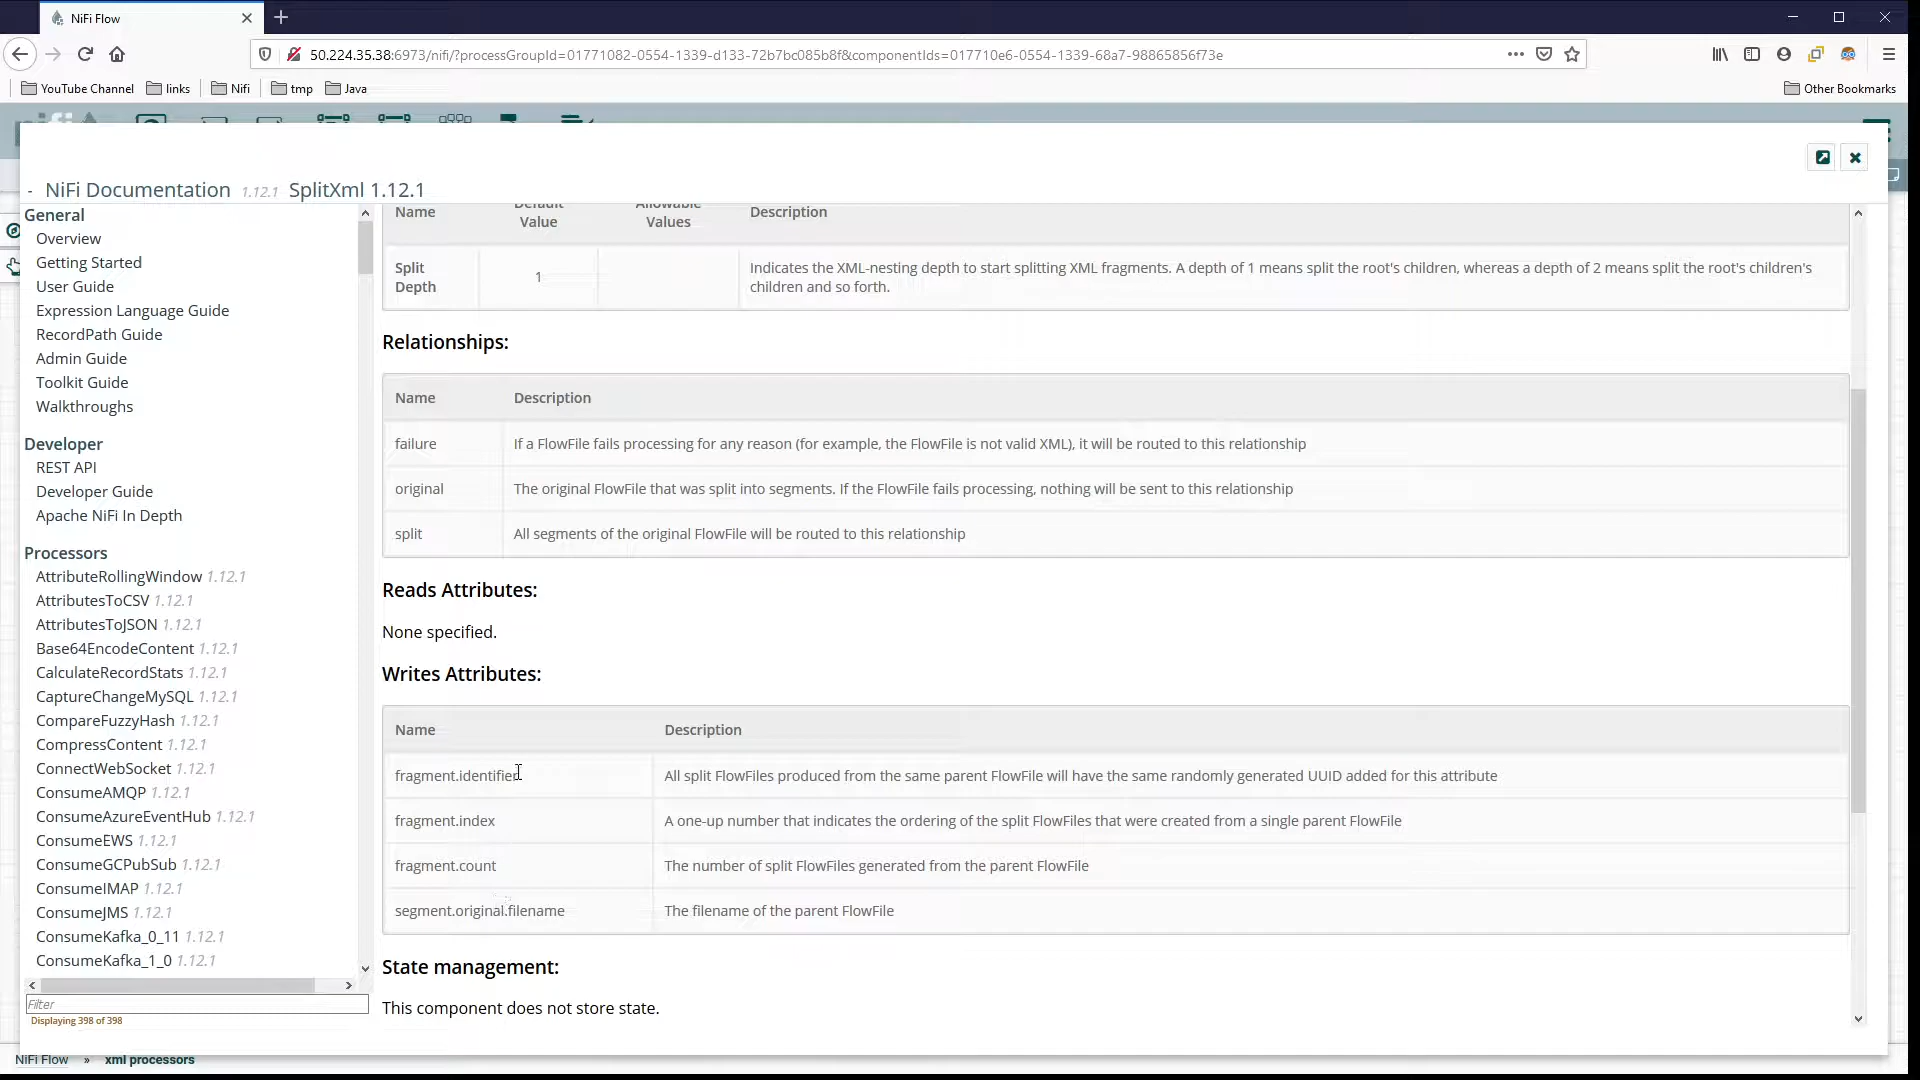 NiFi Flow
50.224.35.38:6973/nifi/?processGroupId=01771082-0554-1339-d133-72b7bc085b8f&componentIds=017710e6-0554-1339-68a7-98865856f73e
YouTube Channel links Nifi tmp Java Other Bookmarks
- NiFi Documentation 1.12.1 SplitXml 1.12.1
General
Overview
Getting Started
User Guide
Expression Language Guide
RecordPath Guide
Admin Guide
Toolkit Guide
Walkthroughs
Developer
REST API
Developer Guide
Apache NiFi In Depth
Processors
AttributeRollingWindow 1.12.1
AttributesToCSV 1.12.1
AttributesToJSON 1.12.1
Base64EncodeContent 1.12.1
CalculateRecordStats 1.12.1
CaptureChangeMySQL 1.12.1
CompareFuzzyHash 1.12.1
CompressContent 1.12.1
ConnectWebSocket 1.12.1
ConsumeAMQP 1.12.1
ConsumeAzureEventHub 1.12.1
ConsumeEWS 1.12.1
ConsumeGCPubSub 1.12.1
ConsumeIMAP 1.12.1
ConsumeJMS 1.12.1
ConsumeKafka_0_11 1.12.1
ConsumeKafka_1_0 1.12.1
Filter
Displaying 398 of 398
Name Default Value Allowable Values Description
Split Depth 1 Indicates the XML-nesting depth to start splitting XML fragments. A depth of 1 means split the root's children, whereas a depth of 2 means split the root's children's
children and so forth.
Relationships:
Name Description
failure If a FlowFile fails processing for any reason (for example, the FlowFile is not valid XML), it will be routed to this relationship
original The original FlowFile that was split into segments. If the FlowFile fails processing, nothing will be sent to this relationship
split All segments of the original FlowFile will be routed to this relationship
Reads Attributes:
None specified.
Writes Attributes:
Name Description
fragment.identifier All split FlowFiles produced from the same parent FlowFile will have the same randomly generated UUID added for this attribute
fragment.index A one-up number that indicates the ordering of the split FlowFiles that were created from a single parent FlowFile
fragment.count The number of split FlowFiles generated from the parent FlowFile
segment.original.filename The filename of the parent FlowFile
State management:
This component does not store state.
NiFi Flow » xml processors